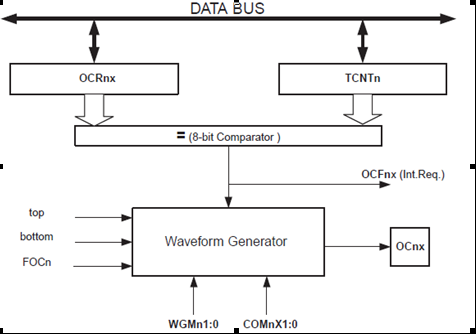 DATA BUS
OCRnx
TCNTn
= (8-bit Comparator )
OCFnx (Int.Req.)
top
bottom
FOCn
Waveform Generator
OCnx
WGMn1:0
COMnX1:0